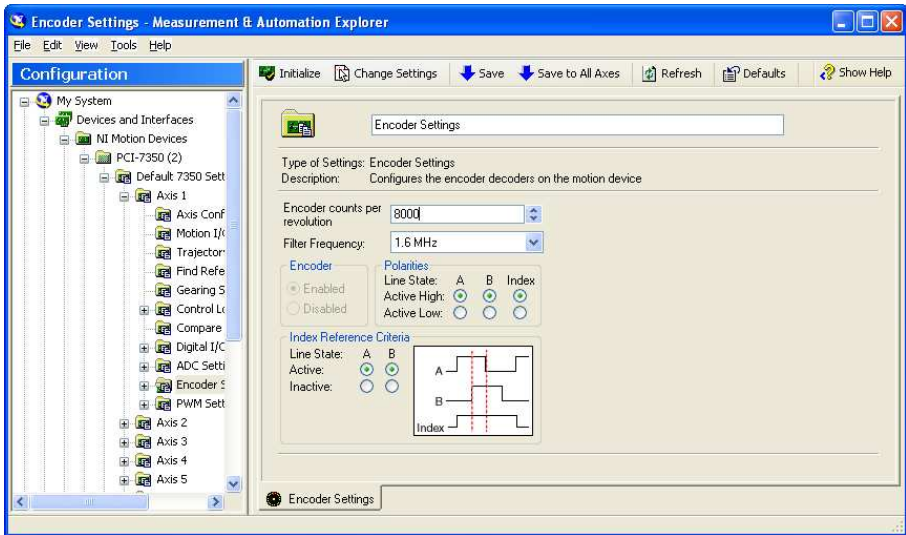 Encoder Settings - Measurement & Automation Explorer
File Edit View Tools Help
Configuration
Initialize Change Settings Save Save to All Axes Refresh Defaults Show Help
My System
Devices and Interfaces
NI Motion Devices
PCI-7350 (2)
Default 7350 Sett
Axis 1
Axis Conf
Motion I/
Trajector
Find Refe
Gearing S
Control Lo
Compare
Digital I/C
ADC Setti
Encoder S
PWM Sett
Axis 2
Axis 3
Axis 4
Axis 5
Encoder Settings
Type of Settings: Encoder Settings
Description: Configures the encoder decoders on the motion device
Encoder counts per
revolution
8000
Filter Frequency: 1.6 MHz
Encoder
Enabled
Disabled
Polarities
Line State: A B Index
Active High:
Active Low:
Index Reference Criteria
Line State: A B
Active:
Inactive:
A
B
Index
Encoder Settings